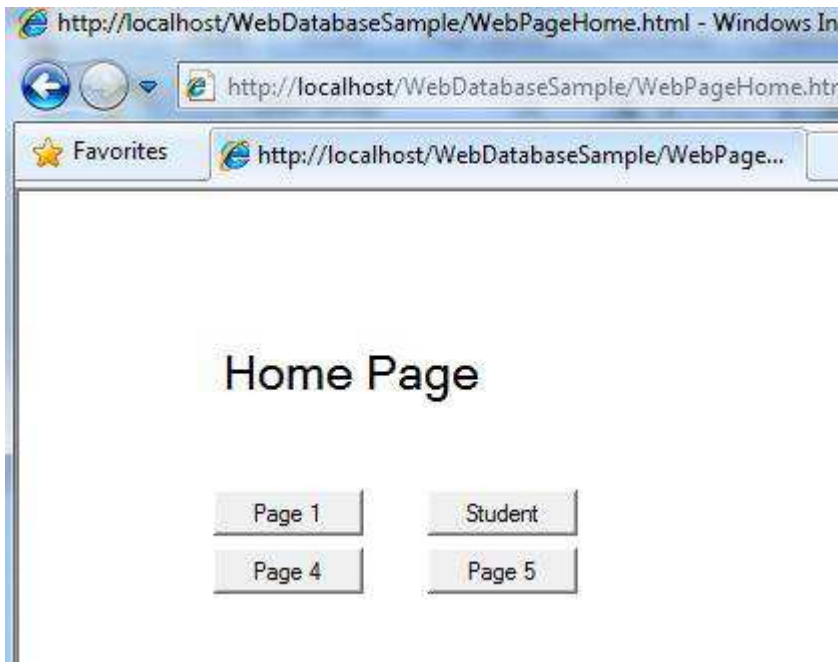 http://localhost/WebDatabaseSample/WebPageHome.html - Windows In
http://localhost/WebDatabaseSample/WebPageHome.htm
Favorites
http://localhost/WebDatabaseSample/WebPage...
Home Page
Page 1 Student
Page 4 Page 5